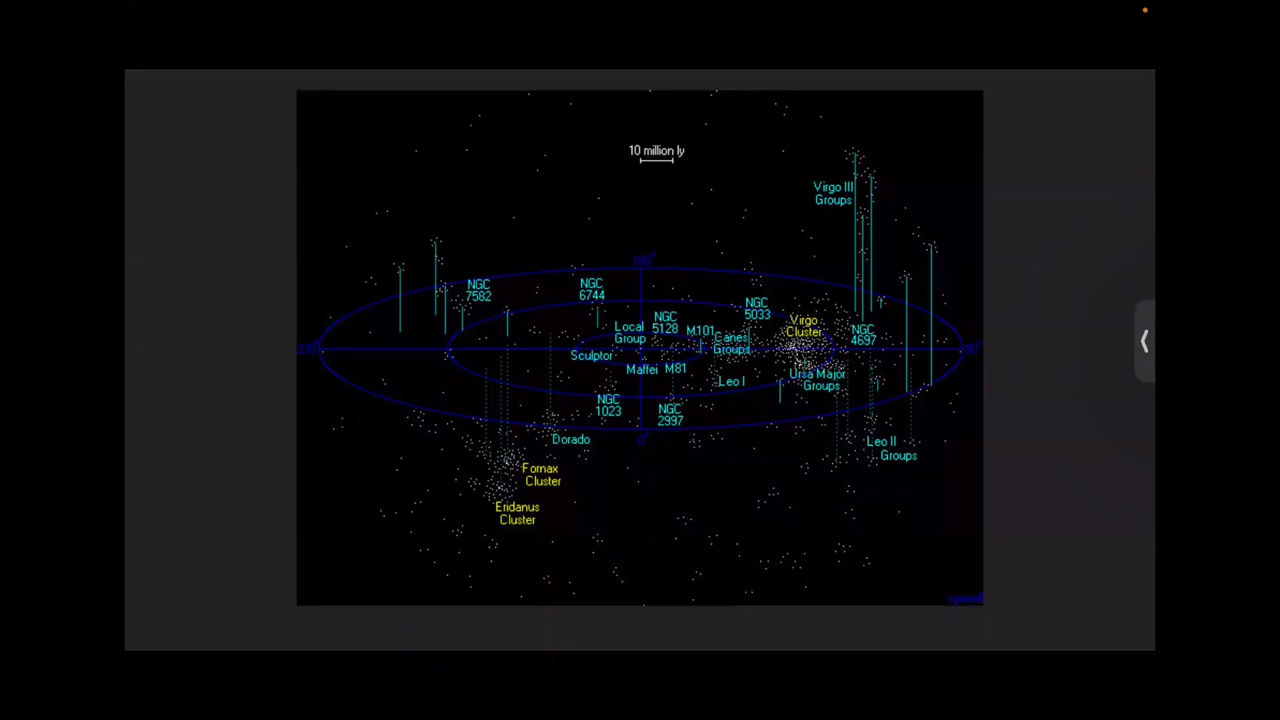 10 million ly
Virgo III
Groups
NGC
7582
NGC
6744
NGC
5033
NGC
5128
Local
Group
M101
Canes
Groups
Virgo
Cluster
NGC
4697
Sculptor
Maffei
M81
Leo I
Ursa Major
Groups
NGC
1023
NGC
2997
Dorado
Leo II
Groups
Fornax
Cluster
Eridanus
Cluster